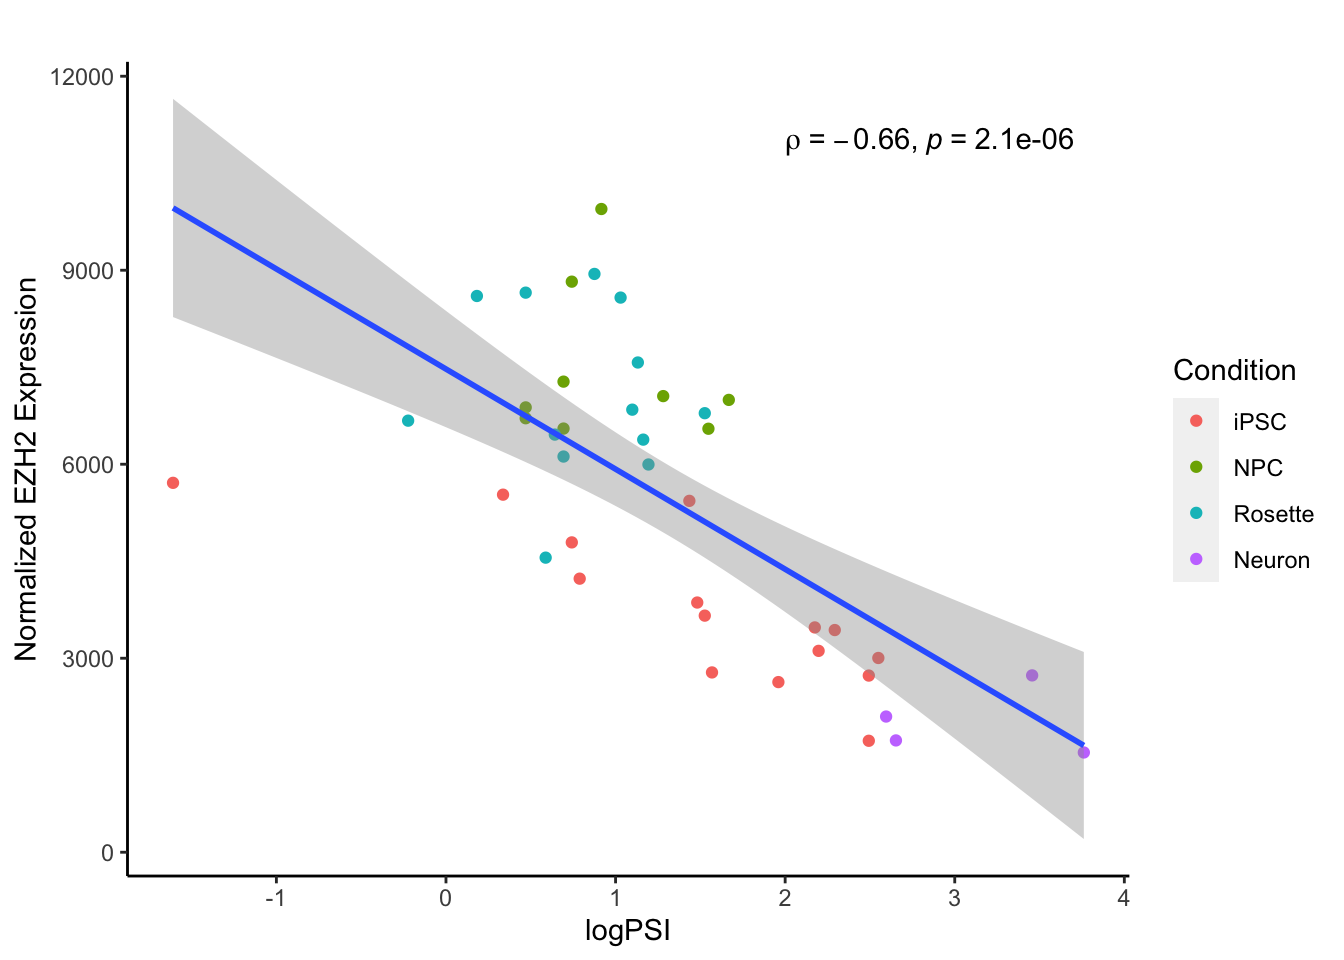 12000
ρ = −0.66, p = 2.1e-06
9000
6000
3000
0
Normalized EZH2 Expression
-1
0
1
2
3
4
logPSI
Condition
iPSC
NPC
Rosette
Neuron